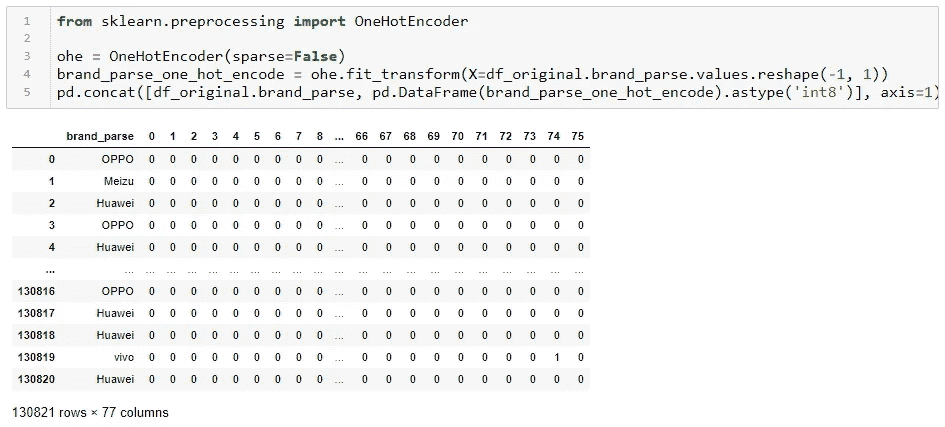 1 from sklearn.preprocessing import OneHotEncoder
2
3 ohe = OneHotEncoder(sparse=False)
4 brand_parse_one_hot_encode = ohe.fit_transform(X=df_original.brand_parse.values.reshape(-1, 1))
5 pd.concat([df_original.brand_parse, pd.DataFrame(brand_parse_one_hot_encode).astype('int8')], axis=1)
brand_parse 0 1 2 3 4 5 6 7 8 ... 66 67 68 69 70 71 72 73 74 75
0 OPPO 0 0 0 0 0 0 0 0 0 ... 0 0 0 0 0 0 0 0 0 0
1 Meizu 0 0 0 0 0 0 0 0 0 ... 0 0 0 0 0 0 0 0 0 0
2 Huawei 0 0 0 0 0 0 0 0 0 ... 0 0 0 0 0 0 0 0 0 0
3 OPPO 0 0 0 0 0 0 0 0 0 ... 0 0 0 0 0 0 0 0 0 0
4 Huawei 0 0 0 0 0 0 0 0 0 ... 0 0 0 0 0 0 0 0 0 0
... ... ... ... ... ... ... ... ... ... ... ... ... ... ... ... ... ... ... ... ... ...
130816 OPPO 0 0 0 0 0 0 0 0 0 ... 0 0 0 0 0 0 0 0 0 0
130817 Huawei 0 0 0 0 0 0 0 0 0 ... 0 0 0 0 0 0 0 0 0 0
130818 Huawei 0 0 0 0 0 0 0 0 0 ... 0 0 0 0 0 0 0 0 0 0
130819 vivo 0 0 0 0 0 0 0 0 0 ... 0 0 0 0 0 0 0 0 1 0
130820 Huawei 0 0 0 0 0 0 0 0 0 ... 0 0 0 0 0 0 0 0 0 0
130821 rows × 77 columns